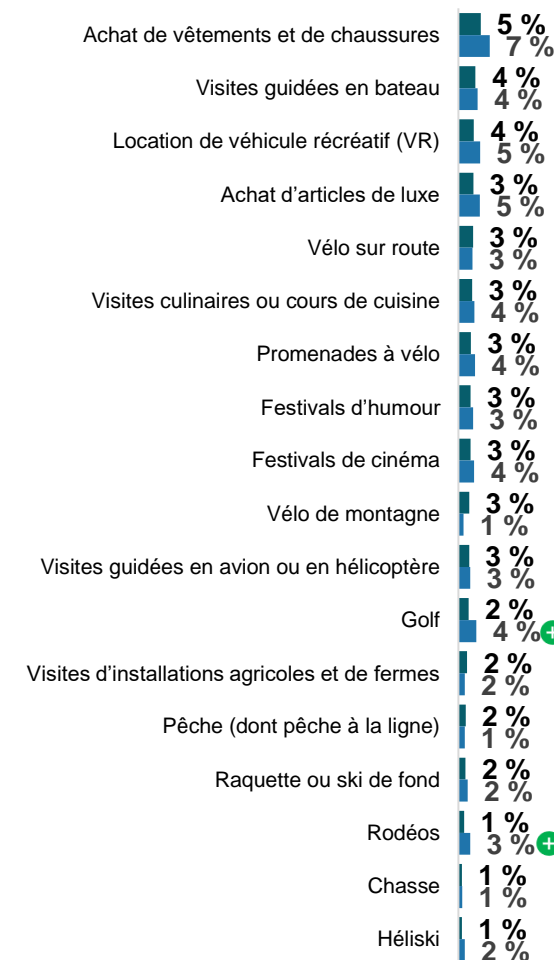 Achat de vêtements et de chaussures 5 %
7 %
Visites guidées en bateau 4 %
4 %
Location de véhicule récréatif (VR) 4 %
5 %
Achat d'articles de luxe 3 %
5 %
Vélo sur route 3 %
3 %
Visites culinaires ou cours de cuisine 3 %
4 %
Promenades à vélo 3 %
4 %
Festivals d'humour 3 %
3 %
Festivals de cinéma 3 %
4 %
Vélo de montagne 3 %
1 %
Visites guidées en avion ou en hélicoptère 3 %
3 %
Golf 2 %
4 % +
Visites d'installations agricoles et de fermes 2 %
2 %
Pêche (dont pêche à la ligne) 2 %
1 %
Raquette ou ski de fond 2 %
2 %
Rodéos 1 %
3 % +
Chasse 1 %
1 %
Héliski 1 %
2 %